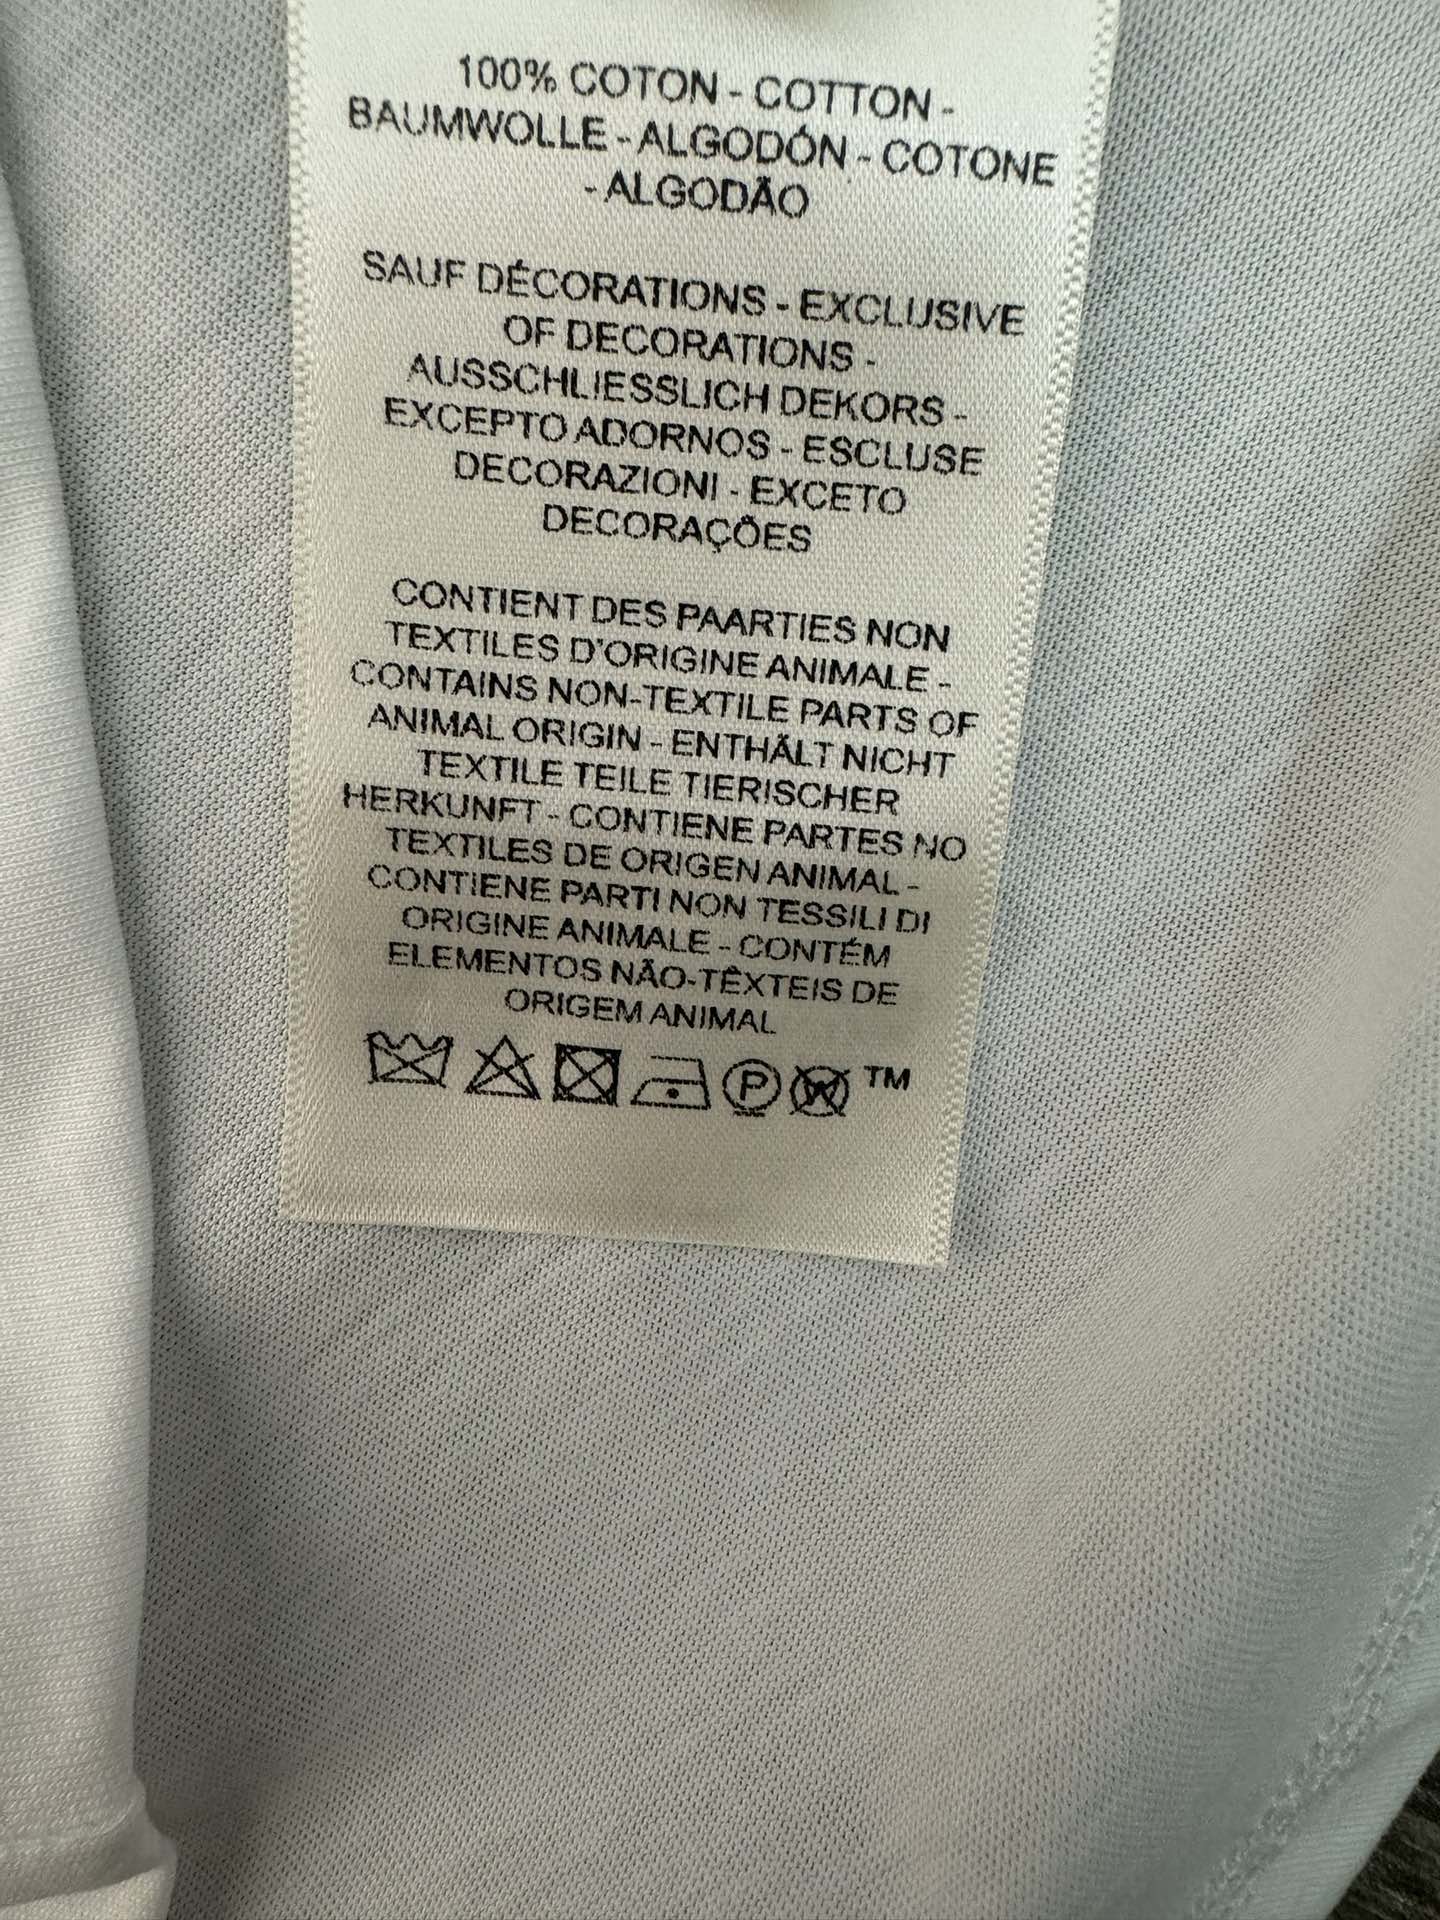 100% COTON - COTTON -
BAUMWOLLE - ALGODÓN - COTONE
- ALGODÃO
SAUF DÉCORATIONS - EXCLUSIVE
OF DECORATIONS -
AUSSCHLIESSLICH DEKORS -
EXCEPTO ADORNOS - ESCLUSE
DECORAZIONI - EXCETO
DECORAÇÕES
CONTIENT DES PAARTIES NON
TEXTILES D'ORIGINE ANIMALE -
CONTAINS NON-TEXTILE PARTS OF
ANIMAL ORIGIN - ENTHÄLT NICHT
TEXTILE TEILE TIERISCHER
HERKUNFT - CONTIENE PARTES NO
TEXTILES DE ORIGEN ANIMAL -
CONTIENE PARTI NON TESSILI DI
ORIGINE ANIMALE - CONTÉM
ELEMENTOS NÃO-TÊXTEIS DE
ORIGEM ANIMAL
P W TM